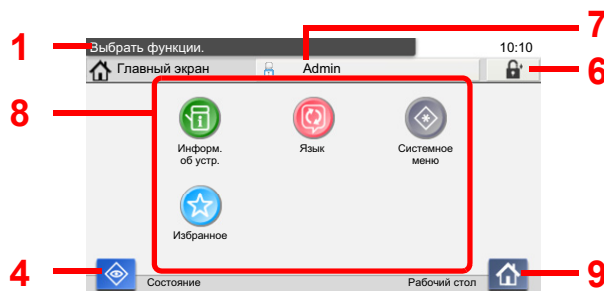 7
1
Выбрать функции.
10:10
Главный экран
Admin
6
8
Информ.
об устр.
Язык
Системное
меню
Избранное
4
Состояние
Рабочий стол
9